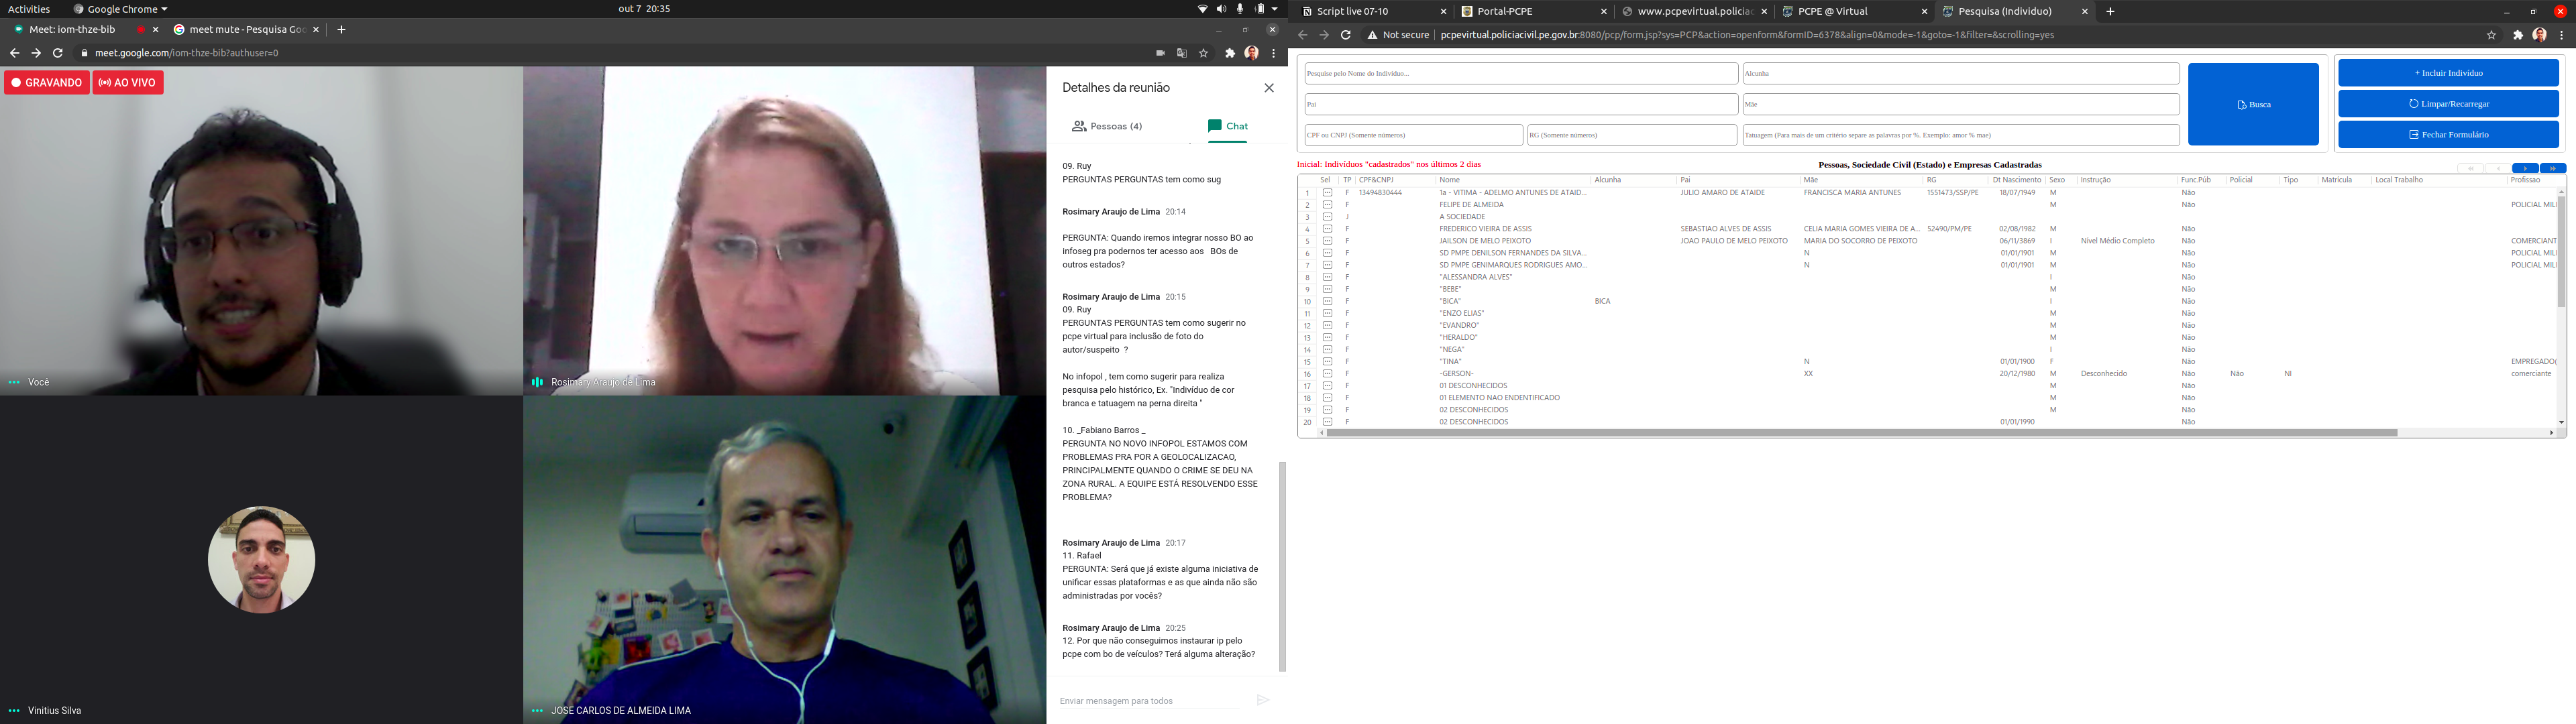 Activities
Google Chrome
out 7 20:35
Meet: iom-thze-bib
meet mute - Pesquisa Goo
meet.google.com/iom-thze-bib?authuser=0
GRAVANDO
AO VIVO
Você
Rosimary Araujo de Lima
Vinitius Silva
JOSE CARLOS DE ALMEIDA LIMA
Detalhes da reunião
Pessoas (4)
Chat
09. Ruy
PERGUNTAS PERGUNTAS tem como sug
Rosimary Araujo de Lima 20:14
PERGUNTA: Quando iremos integrar nosso BO ao
infoseg pra podernos ter acesso aos BOs de
outros estados?
Rosimary Araujo de Lima 20:15
09. Ruy
PERGUNTAS PERGUNTAS tem como sugerir no
pcpe virtual para inclusão de foto do
autor/suspeito ?
No infopol , tem como sugerir para realiza
pesquisa pelo histórico, Ex. "Indivíduo de cor
branca e tatuagem na perna direita "
10. _Fabiano Barros _
PERGUNTA NO NOVO INFOPOL ESTAMOS COM
PROBLEMAS PRA POR A GEOLOCALIZACAO,
PRINCIPALMENTE QUANDO O CRIME SE DEU NA
ZONA RURAL. A EQUIPE ESTÁ RESOLVENDO ESSE
PROBLEMA?
Rosimary Araujo de Lima 20:17
11. Rafael
PERGUNTA: Será que já existe alguma iniciativa de
unificar essas plataformas e as que ainda não são
administradas por vocês?
Rosimary Araujo de Lima 20:25
12. Por que não conseguimos instaurar ip pelo
pcpe com bo de veículos? Terá alguma alteração?
Enviar mensagem para todos
Script live 07-10
Portal-PCPE
www.pcpevirtual.policiac
PCPE @ Virtual
Pesquisa (Individuo)
Not secure
pcpevirtual.policiacivil.pe.gov.br:8080/pcp/form.jsp?sys=PCP&action=openform&formID=6378&align=0&mode=-1&goto=-1&filter=&scrolling=yes
Pesquise pelo Nome do Indivíduo...
Alcunha
Pai
Mãe
CPF ou CNPJ (Somente números)
RG (Somente números)
Tatuagem (Para mais de um critério separe as palavras por %. Exemplo: amor % mae)
Busca
+ Incluir Indivíduo
Limpar/Recarregar
Fechar Formulário
Inicial: Indivíduos "cadastrados" nos últimos 2 dias
Pessoas, Sociedade Civil (Estado) e Empresas Cadastradas
Sel TP CPF&CNPJ Nome Alcunha Pai Mãe RG Dt Nascimento Sexo Instrução Func.Púb Policial Tipo Matrícula Local Trabalho Profissao
1 F 13494830444 1a - VITIMA - ADELMO ANTUNES DE ATAID... JULIO AMARO DE ATAIDE FRANCISCA MARIA ANTUNES 1551473/SSP/PE 18/07/1949 M Não
2 F FELIPE DE ALMEIDA M Não POLICIAL MILI
3 J A SOCIEDADE Não
4 F FREDERICO VIEIRA DE ASSIS SEBASTIAO ALVES DE ASSIS CELIA MARIA GOMES VIEIRA DE A... 52490/PM/PE 02/08/1982 M Não
5 F JAILSON DE MELO PEIXOTO JOAO PAULO DE MELO PEIXOTO MARIA DO SOCORRO DE PEIXOTO 06/11/3869 I Nível Médio Completo Não COMERCIANT
6 F SD PMPE DENILSON FERNANDES DA SILVA... N 01/01/1901 M Não POLICIAL MILI
7 F SD PMPE GENIMARQUES RODRIGUES AMO... N 01/01/1901 M Não POLICIAL MILI
8 F "ALESSANDRA ALVES" I Não
9 F "BEBE" M Não
10 F "BICA" BICA I Não
11 F "ENZO ELIAS" M Não
12 F "EVANDRO" M Não
13 F "HERALDO" M Não
14 F "NEGA" I Não
15 F "TINA" N 01/01/1900 F Não EMPREGADO(
16 F -GERSON- XX 20/12/1980 M Desconhecido Não Não NI comerciante
17 F 01 DESCONHECIDOS M Não
18 F 01 ELEMENTO NAO ENDENTIFICADO M Não
19 F 02 DESCONHECIDOS M Não
20 F 02 DESCONHECIDOS 01/01/1990 Não